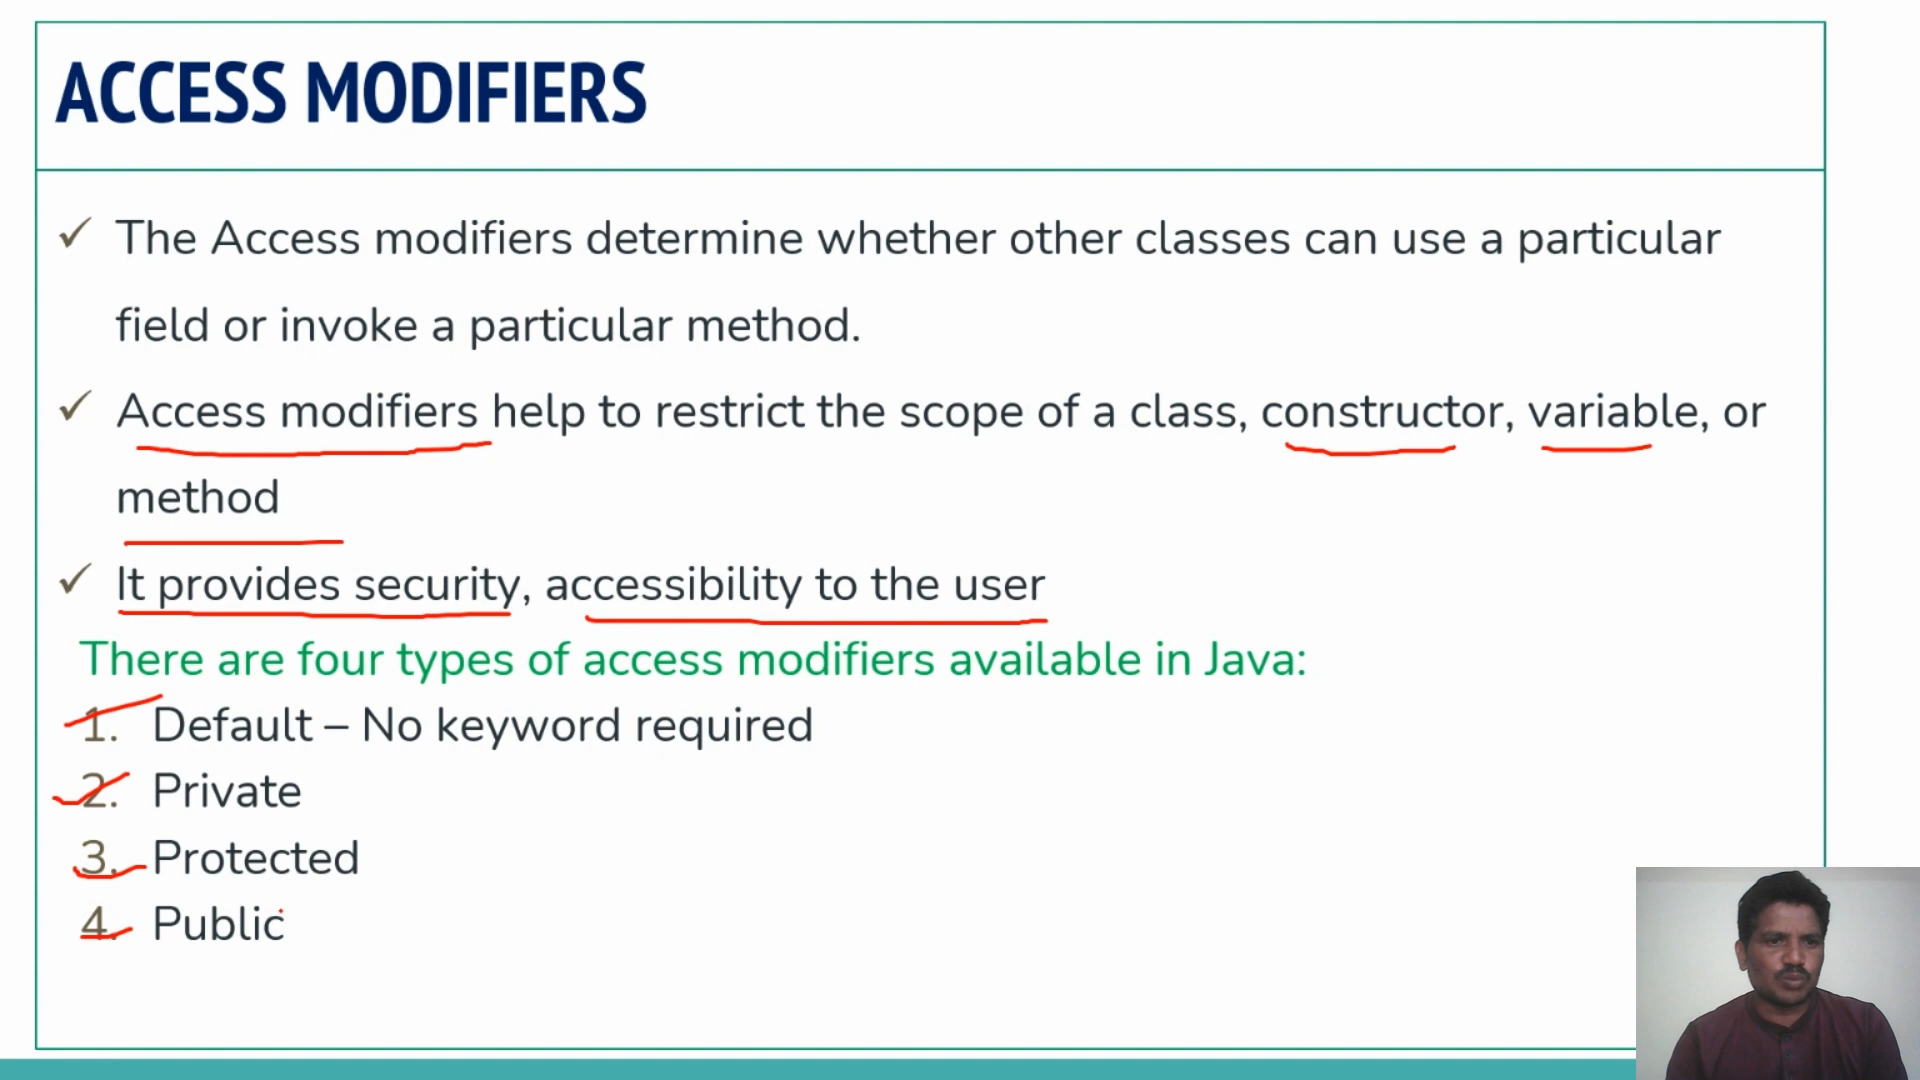 ACCESS MODIFIERS
✓ The Access modifiers determine whether other classes can use a particular
field or invoke a particular method.
✓ Access modifiers help to restrict the scope of a class, constructor, variable, or
method
✓ It provides security, accessibility to the user
There are four types of access modifiers available in Java:
1. Default – No keyword required
2. Private
3. Protected
4. Public